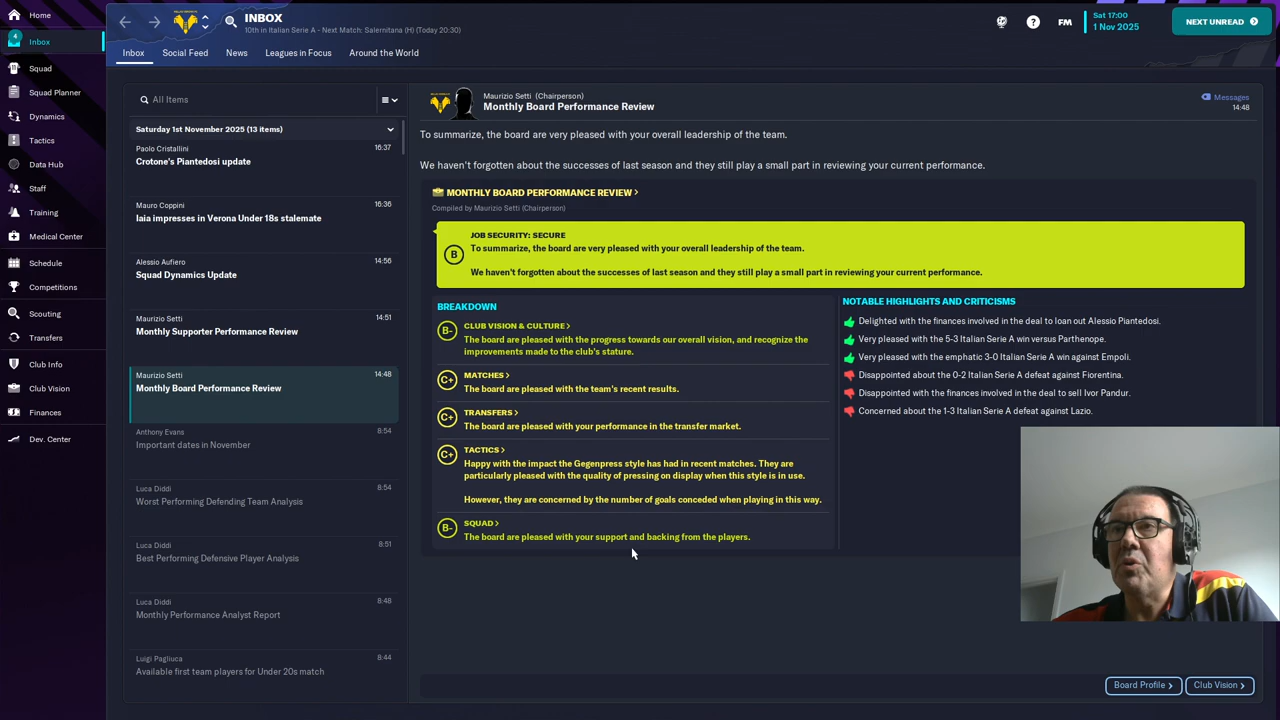 Home
INBOX
10th in Italian Serie A - Next Match: Salernitana (H) (Today 20:30)
FM
Sat 17:00
1 Nov 2025
NEXT UNREAD
4
Inbox
Squad
Squad Planner
Dynamics
Tactics
Data Hub
Staff
Training
Medical Center
Schedule
Competitions
Scouting
Transfers
Club Info
Club Vision
Finances
Dev. Center
Inbox
Social Feed
News
Leagues in Focus
Around the World
All Items
Saturday 1st November 2025 (13 items)
Paolo Cristallini 16:37
Crotone's Piantedosi update
Mauro Coppini 16:36
Iaia impresses in Verona Under 18s stalemate
Alessio Aufiero 14:56
Squad Dynamics Update
Maurizio Setti 14:51
Monthly Supporter Performance Review
Maurizio Setti 14:48
Monthly Board Performance Review
Anthony Evans 8:54
Important dates in November
Luca Diddi 8:54
Worst Performing Defending Team Analysis
Luca Diddi 8:51
Best Performing Defensive Player Analysis
Luca Diddi 8:48
Monthly Performance Analyst Report
Luigi Pagliuca 8:44
Available first team players for Under 20s match
Maurizio Setti (Chairperson)
Monthly Board Performance Review
Messages
14:48
To summarize, the board are very pleased with your overall leadership of the team.
We haven't forgotten about the successes of last season and they still play a small part in reviewing your current performance.
MONTHLY BOARD PERFORMANCE REVIEW
Compiled by Maurizio Setti (Chairperson)
B
JOB SECURITY: SECURE
To summarize, the board are very pleased with your overall leadership of the team.
We haven't forgotten about the successes of last season and they still play a small part in reviewing your current performance.
BREAKDOWN
B-
CLUB VISION & CULTURE
The board are pleased with the progress towards our overall vision, and recognize the
improvements made to the club's stature.
C+
MATCHES
The board are pleased with the team's recent results.
C+
TRANSFERS
The board are pleased with your performance in the transfer market.
C+
TACTICS
Happy with the impact the Gegenpress style has had in recent matches. They are
particularly pleased with the quality of pressing on display when this style is in use.
However, they are concerned by the number of goals conceded when playing in this way.
B-
SQUAD
The board are pleased with your support and backing from the players.
NOTABLE HIGHLIGHTS AND CRITICISMS
Delighted with the finances involved in the deal to loan out Alessio Piantedosi.
Very pleased with the 5-3 Italian Serie A win versus Parthenope.
Very pleased with the emphatic 3-0 Italian Serie A win against Empoli.
Disappointed about the 0-2 Italian Serie A defeat against Fiorentina.
Disappointed with the finances involved in the deal to sell Ivor Pandur.
Concerned about the 1-3 Italian Serie A defeat against Lazio.
Board Profile
Club Vision